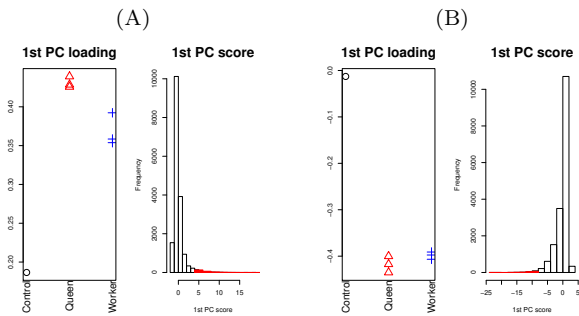 (A)
(B)
1st PC loading
1st PC score
1st PC loading
1st PC score
0.40
0.35
0.30
0.25
0.20
Control
Queen
Worker
Frequency
10000
8000
6000
4000
2000
0
0
5
10
15
1st PC score
0.0
−0.1
−0.2
−0.3
−0.4
Control
Queen
Worker
Frequency
10000
8000
6000
4000
2000
0
−25
−15
−5
0
5
1st PC score